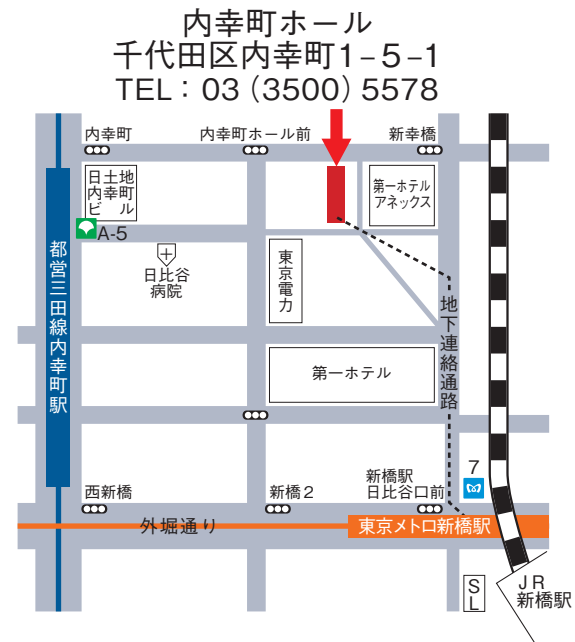 内幸町ホール
千代田区内幸町1-5-1
TEL：03（3500）5578
内幸町
内幸町ホール前
新幸橋
日土地
内幸町
ビル
第一ホテル
アネックス
A-5
日比谷
病院
東京電力
都営三田線内幸町駅
地下連絡通路
第一ホテル
7
西新橋
新橋2
新橋駅
日比谷口前
外堀通り
東京メトロ新橋駅
SL
JR
新橋駅